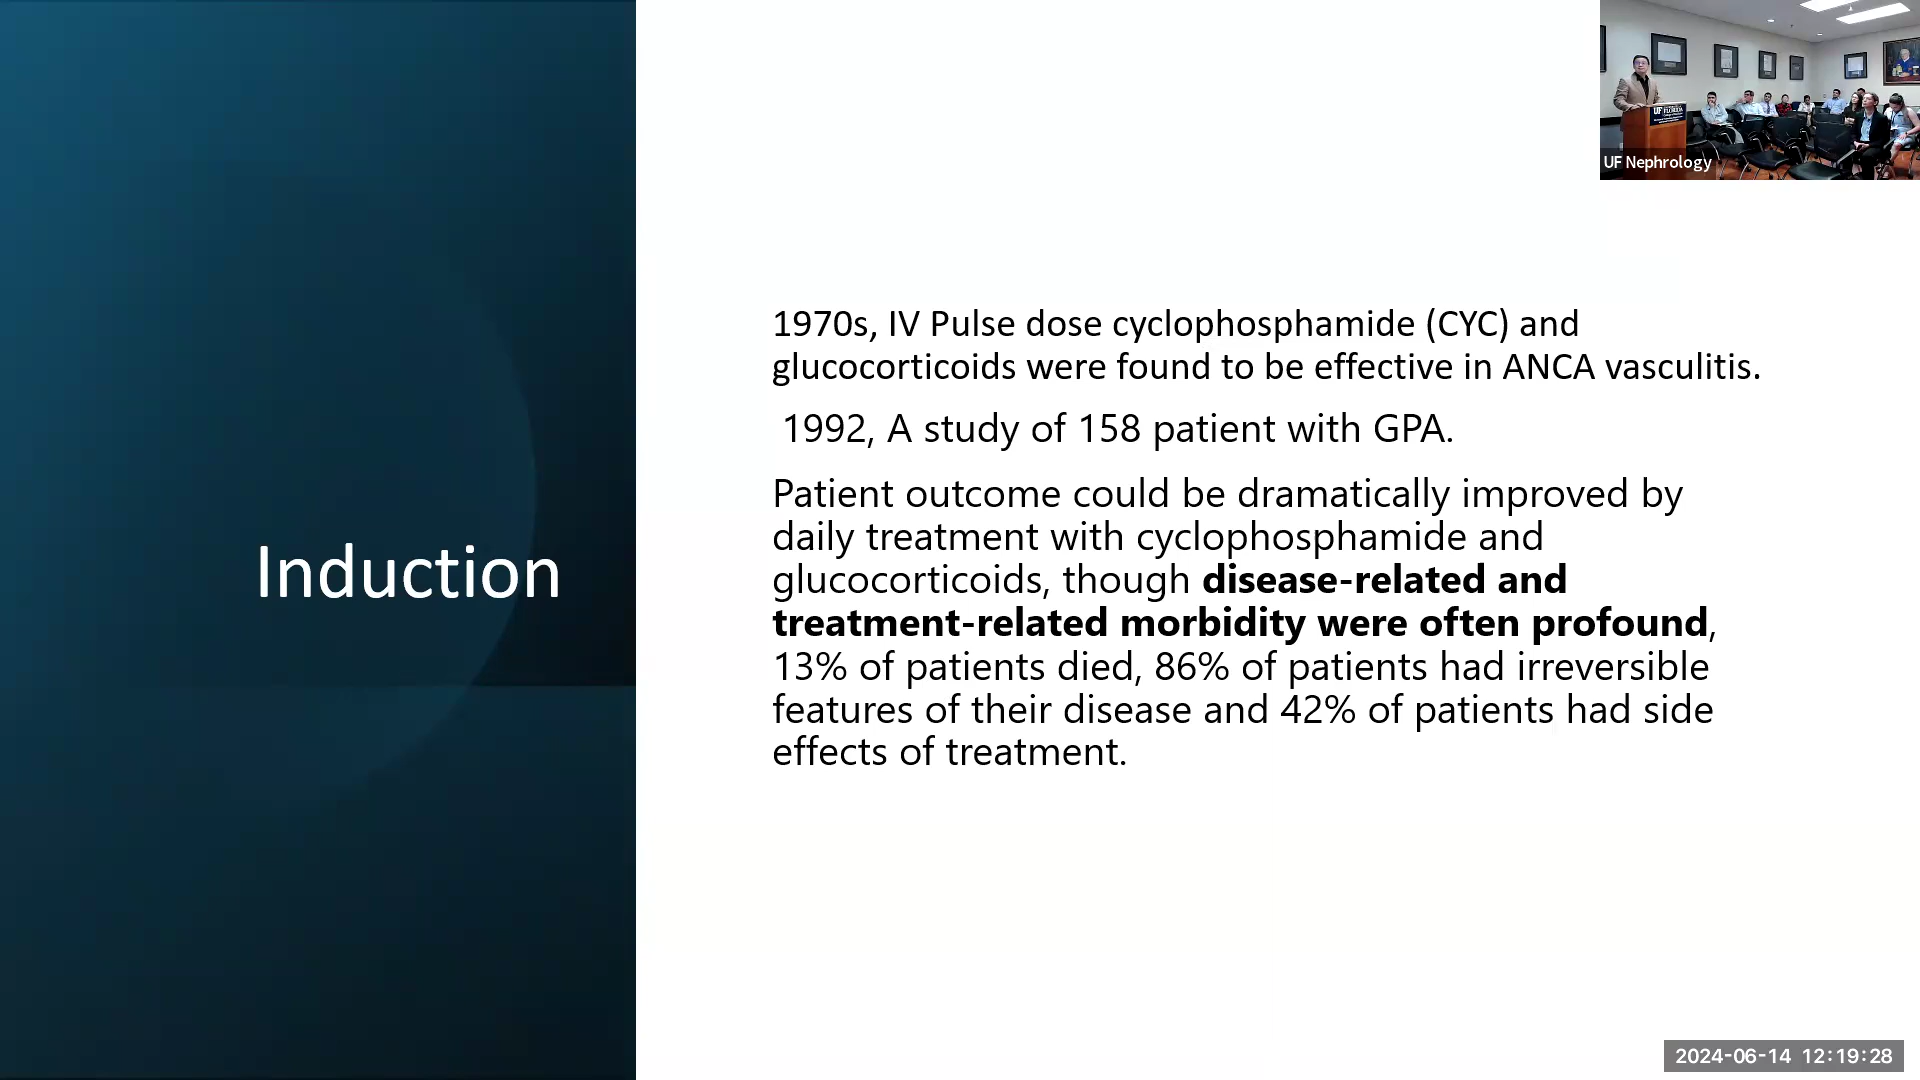 Induction
1970s, IV Pulse dose cyclophosphamide (CYC) and
glucocorticoids were found to be effective in ANCA vasculitis.
1992, A study of 158 patient with GPA.
Patient outcome could be dramatically improved by
daily treatment with cyclophosphamide and
glucocorticoids, though disease-related and
treatment-related morbidity were often profound,
13% of patients died, 86% of patients had irreversible
features of their disease and 42% of patients had side
effects of treatment.
UF
UF Nephrology
2024-06-14 12:19:28